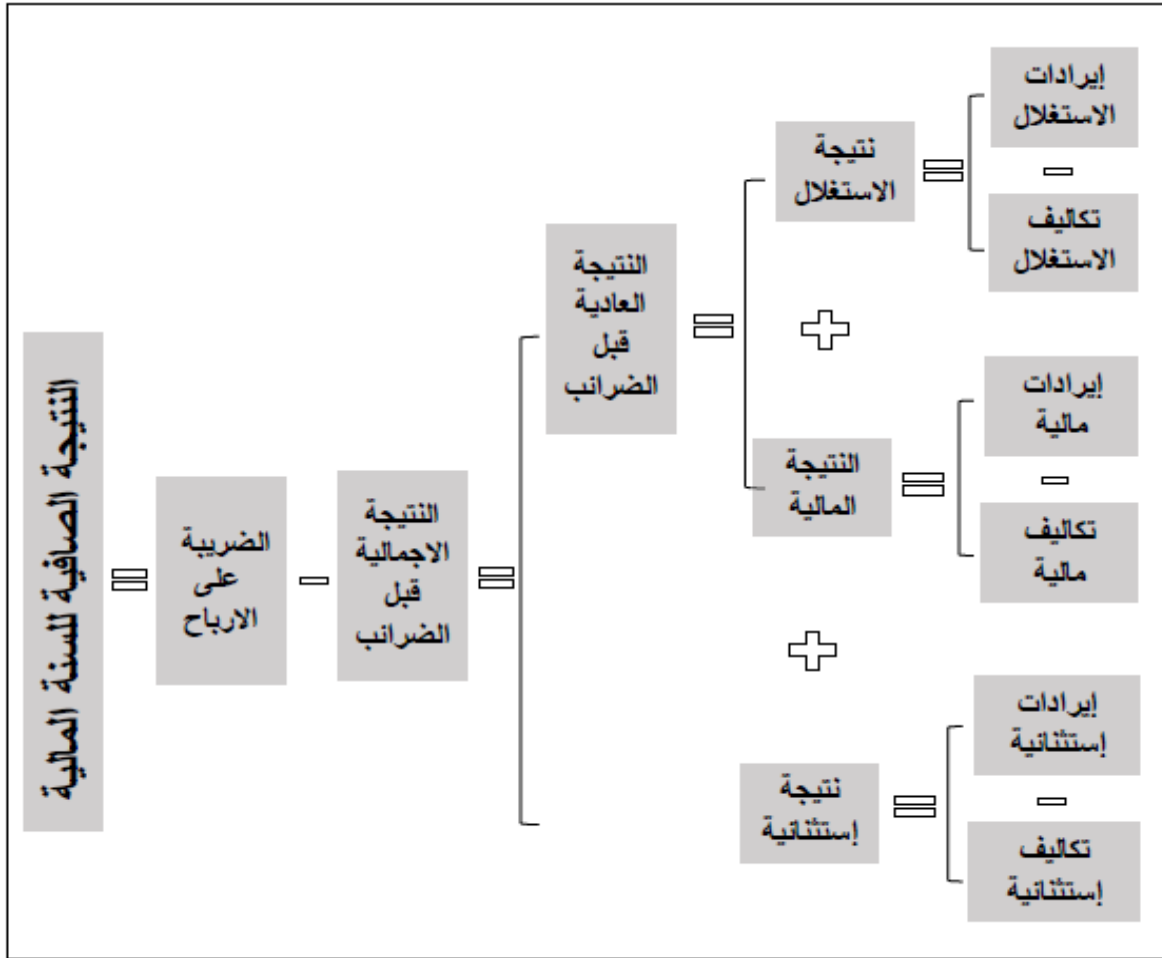 إيرادات
الاستغلال
−
تكاليف
الاستغلال
=
نتيجة
الاستغلال
+
إيرادات
مالية
−
تكاليف
مالية
=
النتيجة
المالية
=
النتيجة
العادية
قبل
الضرائب
+
إيرادات
إستثنائية
−
تكاليف
إستثنائية
=
نتيجة
إستثنائية
=
النتيجة
الاجمالية
قبل
الضرائب
−
الضريبة
على
الارباح
=
النتيجة الصافية للسنة المالية